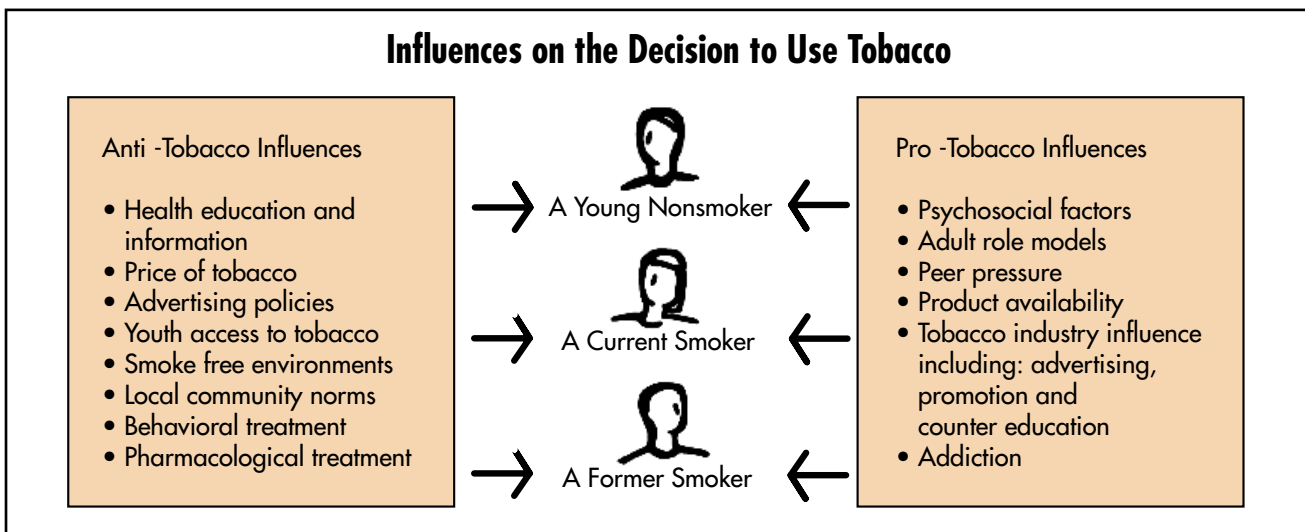 Influences on the Decision to Use Tobacco
Anti -Tobacco Influences
• Health education and
information
• Price of tobacco
• Advertising policies
• Youth access to tobacco
• Smoke free environments
• Local community norms
• Behavioral treatment
• Pharmacological treatment
A Young Nonsmoker
A Current Smoker
A Former Smoker
Pro -Tobacco Influences
• Psychosocial factors
• Adult role models
• Peer pressure
• Product availability
• Tobacco industry influence
including: advertising,
promotion and
counter education
• Addiction